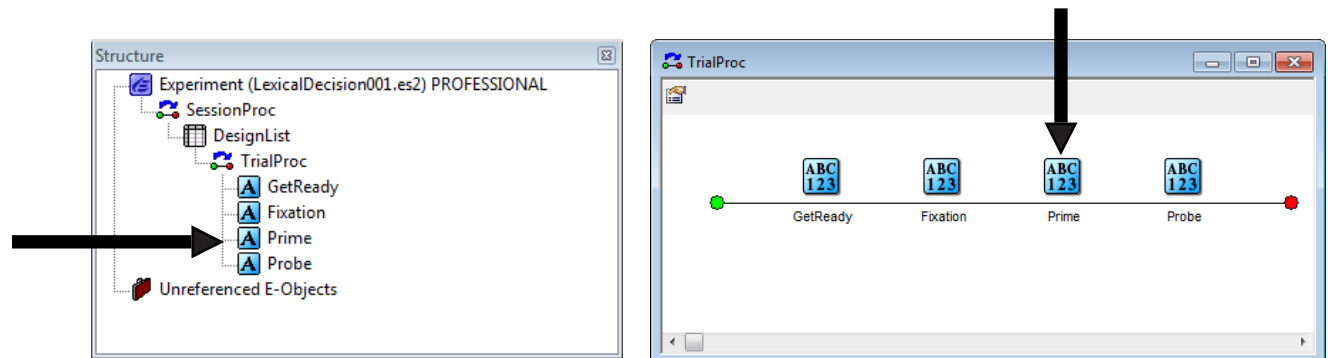 Structure
Experiment (LexicalDecision001.es2) PROFESSIONAL
SessionProc
DesignList
TrialProc
A GetReady
A Fixation
A Prime
A Probe
Unreferenced E-Objects
TrialProc
ABC ABC ABC ABC
123 123 123 123
GetReady Fixation Prime Probe